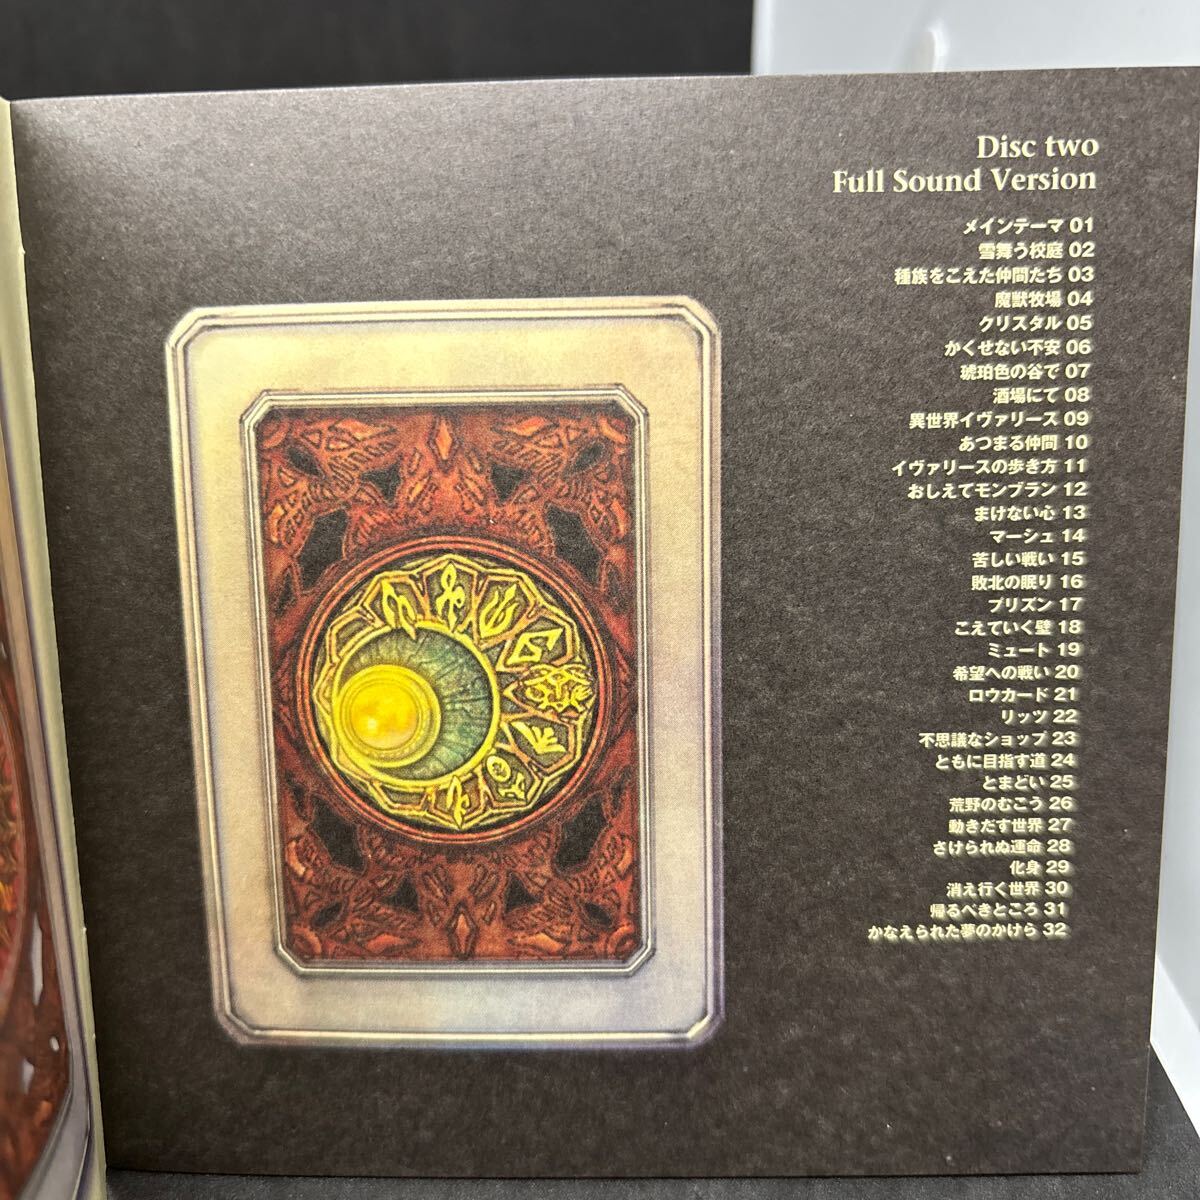 Disc two
Full Sound Version
メインテーマ 01
雪舞う校庭 02
種族をこえた仲間たち 03
魔獣牧場 04
クリスタル 05
かくせない不安 06
琥珀色の谷で 07
酒場にて 08
異世界イヴァリース 09
あつまる仲間 10
イヴァリースの歩き方 11
おしえてモンブラン 12
まけない心 13
マーシュ 14
苦しい戦い 15
敗北の眠り 16
プリズン 17
こえていく壁 18
ミュート 19
希望への戦い 20
ロウカード 21
リッツ 22
不思議なショップ 23
ともに目指す道 24
とまどい 25
荒野のむこう 26
動きだす世界 27
さけられぬ運命 28
化身 29
消え行く世界 30
帰るべきところ 31
かなえられた夢のかけら 32